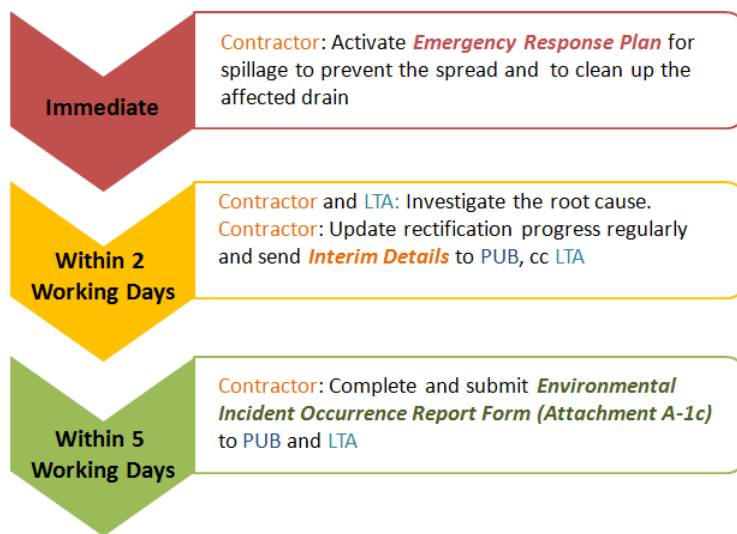 Contractor: Activate Emergency Response Plan for
spillage to prevent the spread and to clean up the
affected drain
Immediate
Contractor and LTA: Investigate the root cause.
Contractor: Update rectification progress regularly
and send Interim Details to PUB, cc LTA
Within 2
Working Days
Contractor: Complete and submit Environmental
Incident Occurrence Report Form (Attachment A-1c)
to PUB and LTA
Within 5
Working Days